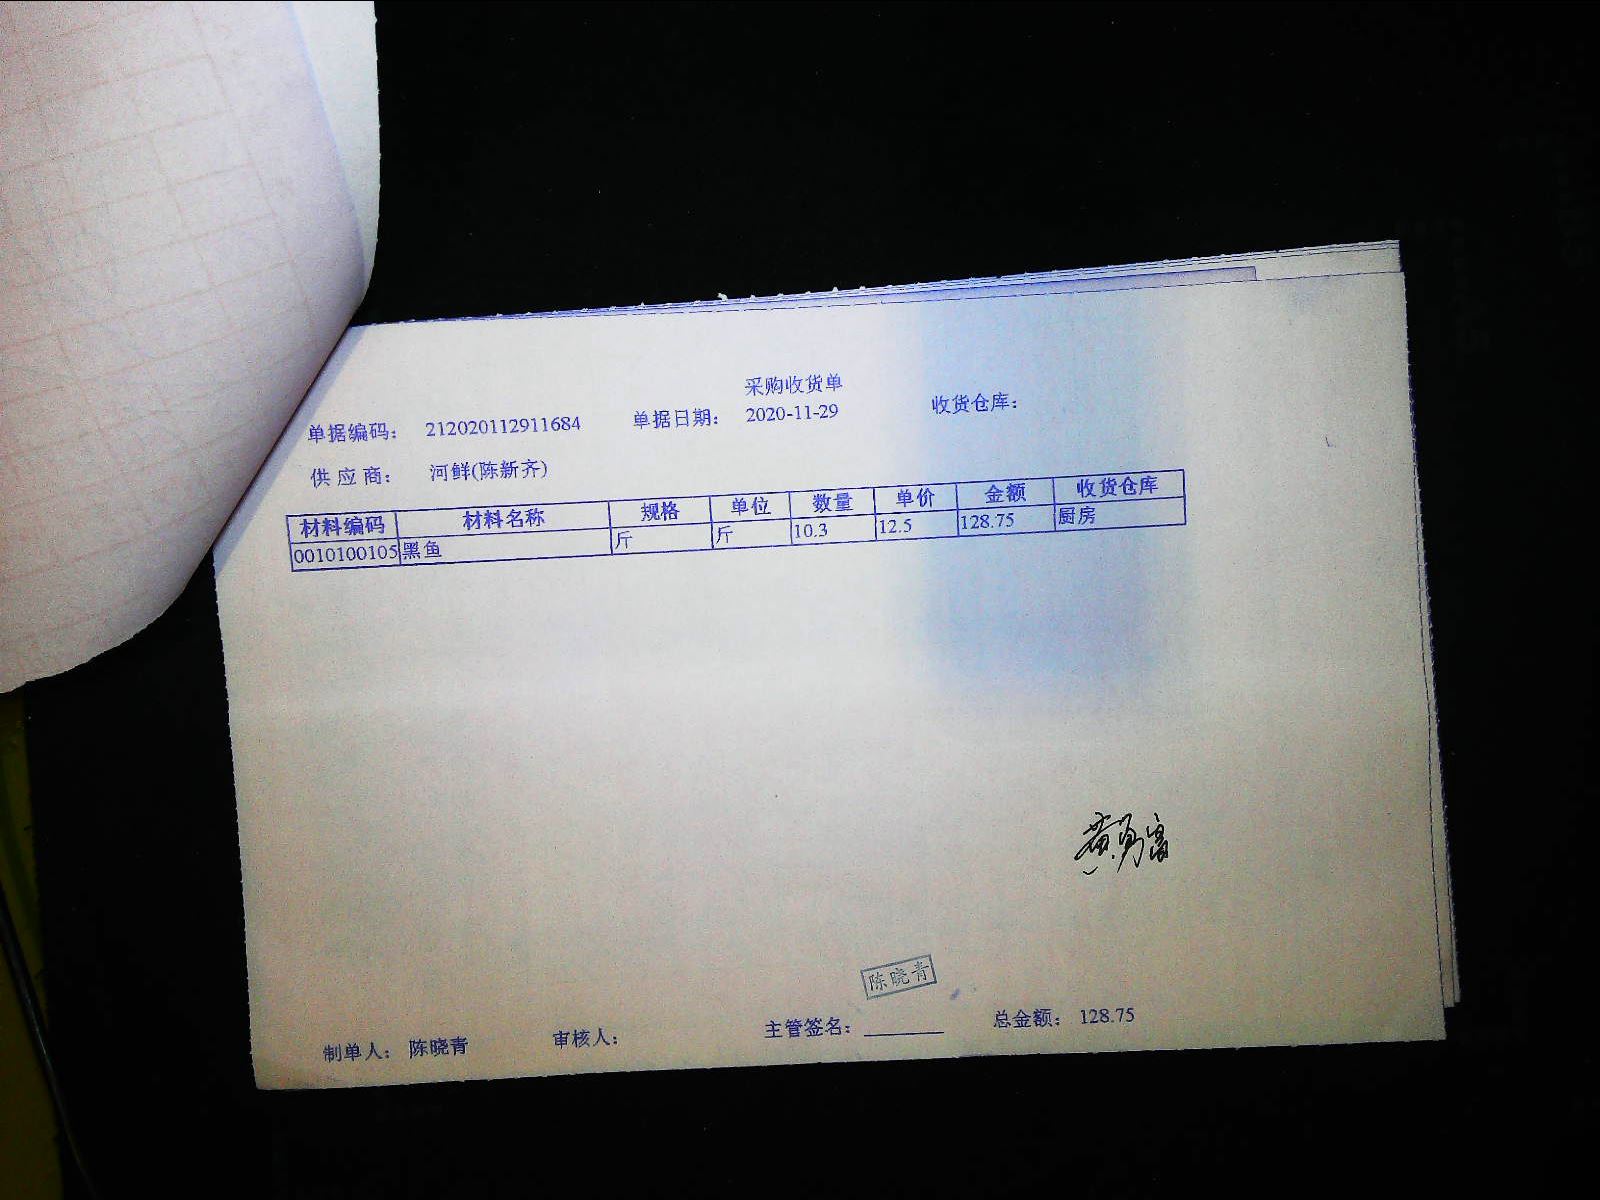 采购收货单
单据编码： 212020112911684 单据日期： 2020-11-29 收货仓库：
供 应 商： 河鲜(陈新齐)
材料编码 材料名称 规格 单位 数量 单价 金额 收货仓库
0010100105 黑鱼 斤 斤 10.3 12.5 128.75 厨房
黄勇富
陈晓青
制单人： 陈晓青 审核人： 主管签名： ________ 总金额： 128.75